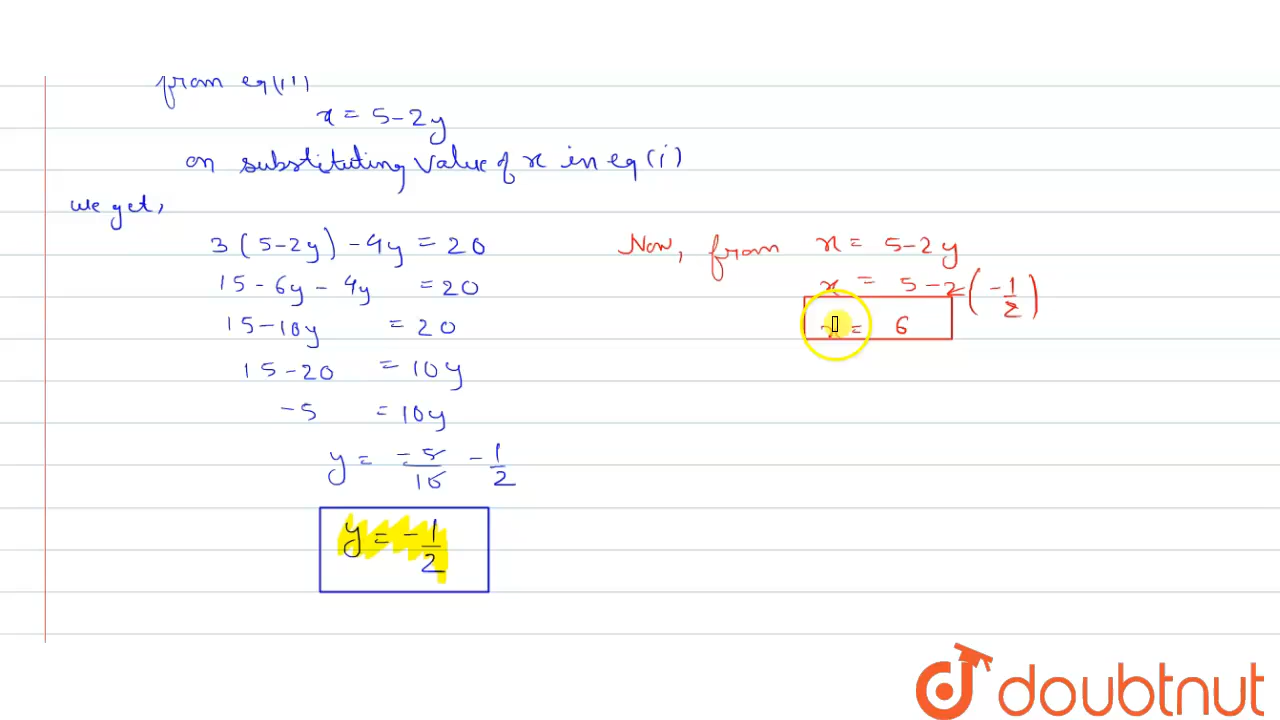 from eq(ii)
x = 5-2y
on substituting value of x in eq (i)
we get,
3(5-2y) -4y = 20
15 - 6y - 4y = 20
15-10y = 20
15-20 = 10y
-5 = 10y
y = -5/10 -1/2
y = -1/2
Now, from x = 5-2y
x = 5-2(-1/2)
x = 6
doubtnut